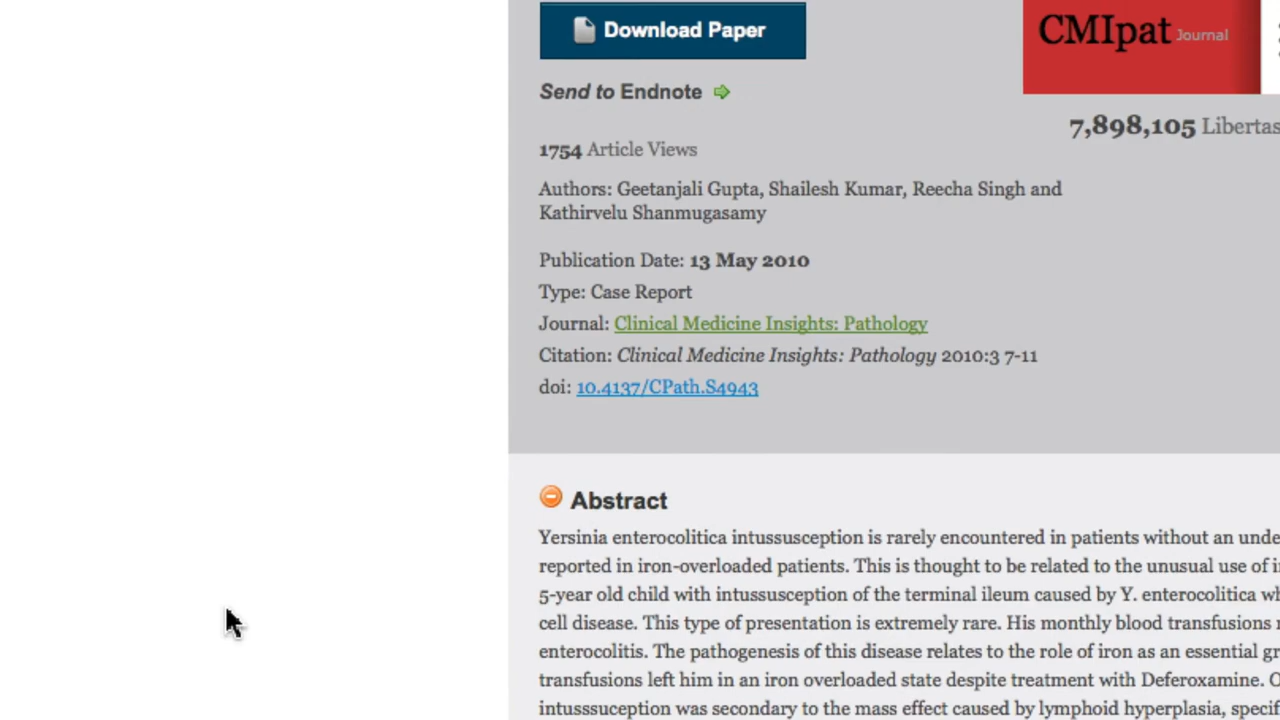 Download Paper
CMIpat Journal
Send to Endnote
7,898,105 Libertas
1754 Article Views
Authors: Geetanjali Gupta, Shailesh Kumar, Reecha Singh and
Kathirvelu Shanmugasamy
Publication Date: 13 May 2010
Type: Case Report
Journal: Clinical Medicine Insights: Pathology
Citation: Clinical Medicine Insights: Pathology 2010:3 7-11
doi: 10.4137/CPath.S4943
Abstract
Yersinia enterocolitica intussusception is rarely encountered in patients without an unde
reported in iron-overloaded patients. This is thought to be related to the unusual use of
5-year old child with intussusception of the terminal ileum caused by Y. enterocolitica
cell disease. This type of presentation is extremely rare. His monthly blood transfusions
enterocolitis. The pathogenesis of this disease relates to the role of iron as an essential
transfusions left him in an iron overloaded state despite treatment with Deferoxamine.
intusssuception was secondary to the mass effect caused by lymphoid hyperplasia, specif